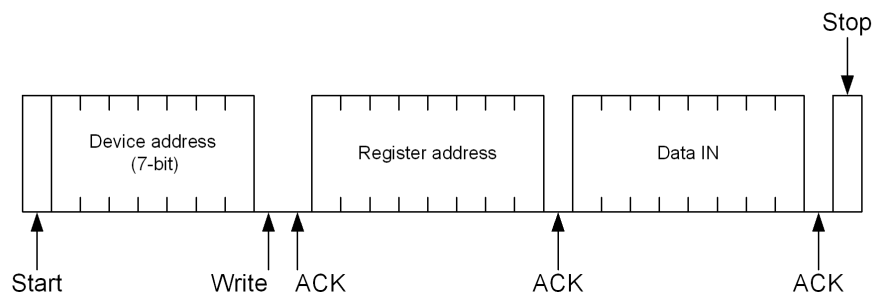 Stop
Device address
(7-bit)
Register address
Data IN
Start
Write
ACK
ACK
ACK